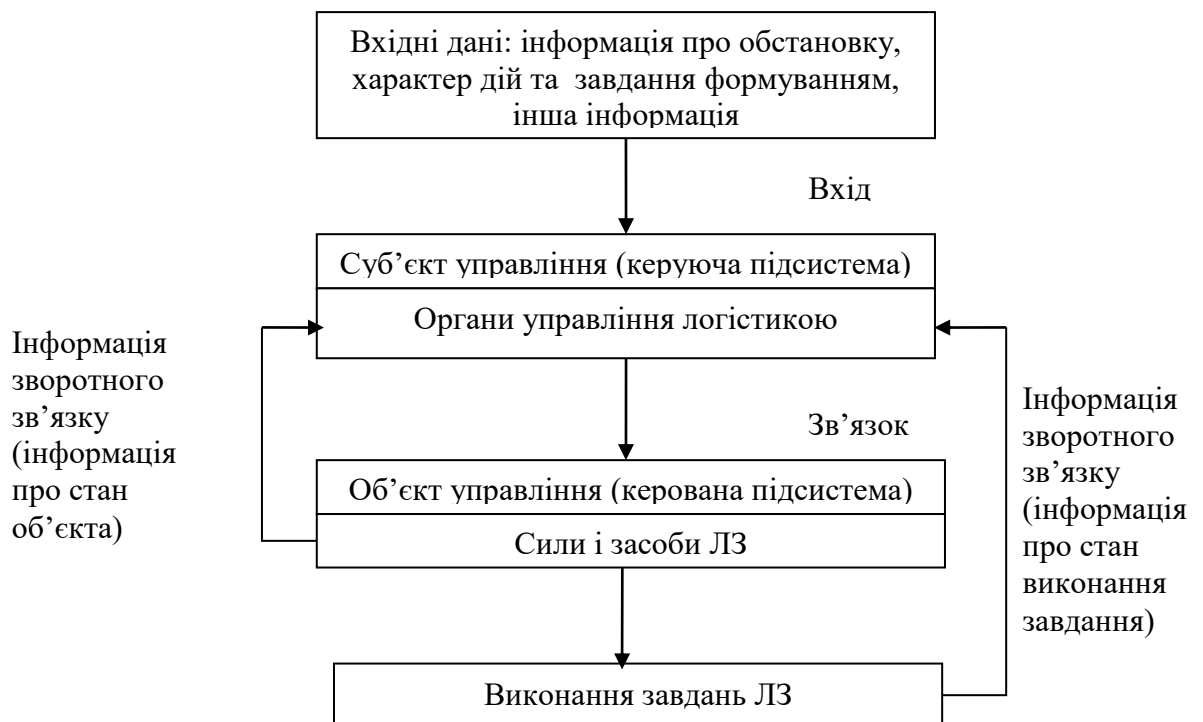 Вхідні дані: інформація про обстановку,
характер дій та завдання формуванням,
інша інформація
Вхід
Суб’єкт управління (керуюча підсистема)
Органи управління логістикою
Інформація
зворотного
зв’язку
(інформація
про стан
об’єкта)
Зв’язок
Інформація
зворотного
зв’язку
(інформація
про стан
виконання
завдання)
Об’єкт управління (керована підсистема)
Сили і засоби ЛЗ
Виконання завдань ЛЗ